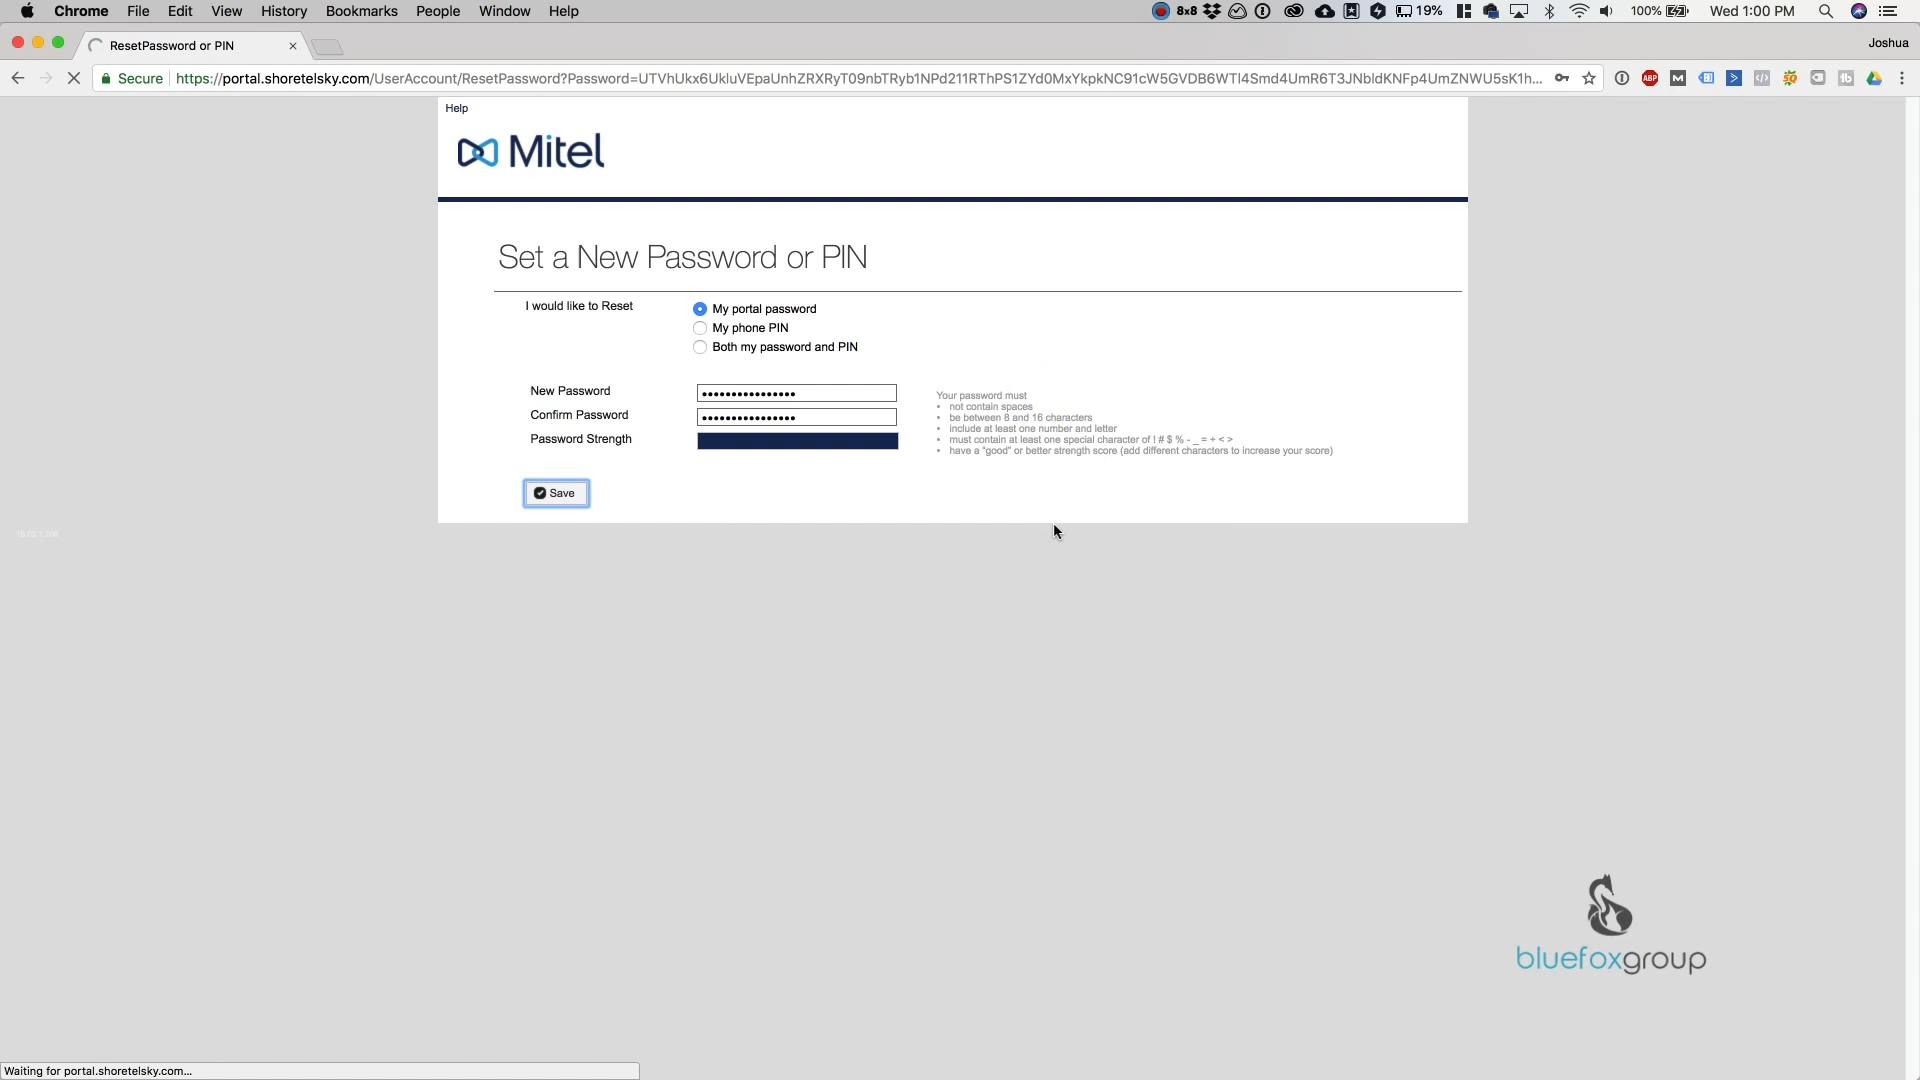 Chrome File Edit View History Bookmarks People Window Help 8x8 19% 100% Wed 1:00 PM
ResetPassword or PIN Joshua
Secure https://portal.shoretelsky.com/UserAccount/ResetPassword?Password=
ABP
Help
Mitel
Set a New Password or PIN
I would like to Reset My portal password
My phone PIN
Both my password and PIN
New Password
Confirm Password
Password Strength
Your password must
• not contain spaces
• be between 8 and 16 characters
• include at least one number and letter
• must contain at least one special character of ! # $ % - _ = + < >
• have a "good" or better strength score (add different characters to increase your score)
Save
bluefoxgroup
Waiting for portal.shoretelsky.com...